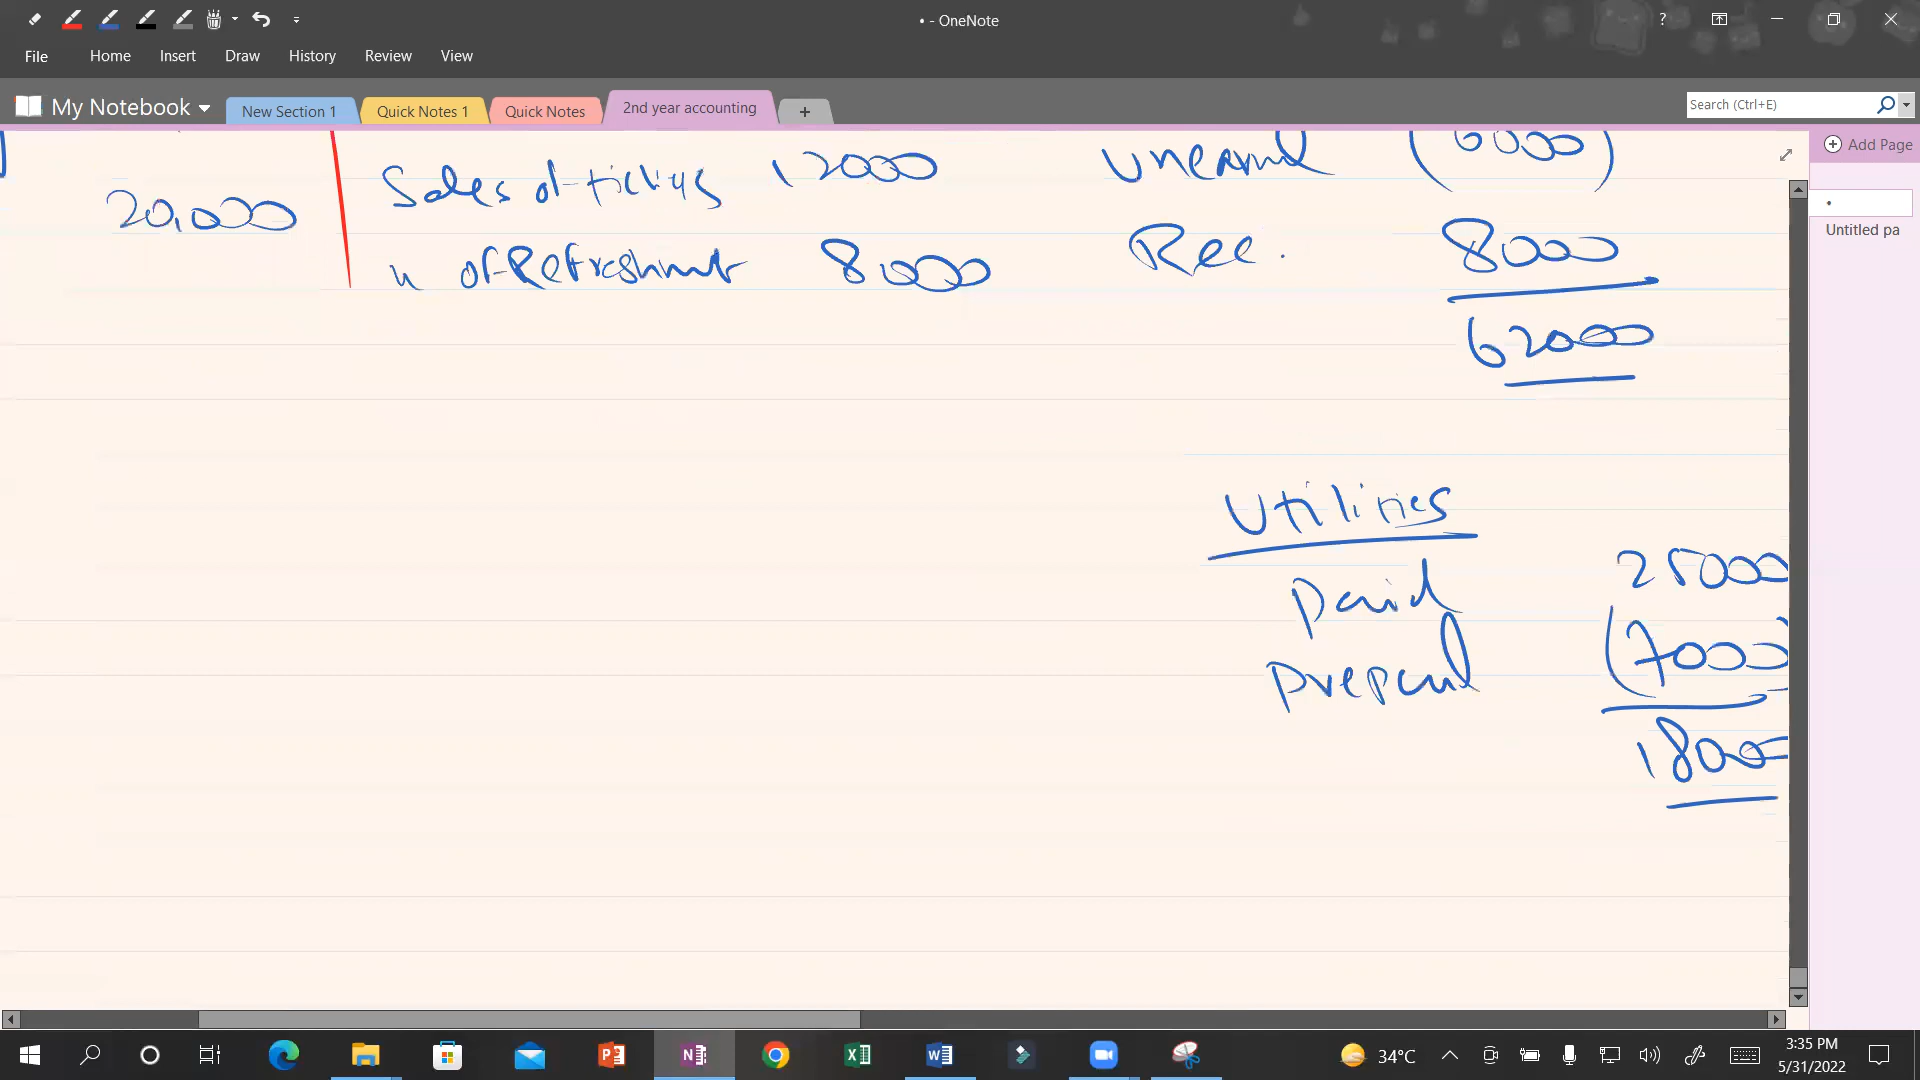 • - OneNote
?
File Home Insert Draw History Review View
My Notebook New Section 1 Quick Notes 1 Quick Notes 2nd year accounting +
Search (Ctrl+E)
Add Page
•
Untitled pa
20,000
Sales of tickets 12000
" of Refreshment 8000
Unearned (6000)
Rec. 8000
62000
Utilities
paid 25000
prepaid (7000)
18000
34°C
3:35 PM
5/31/2022